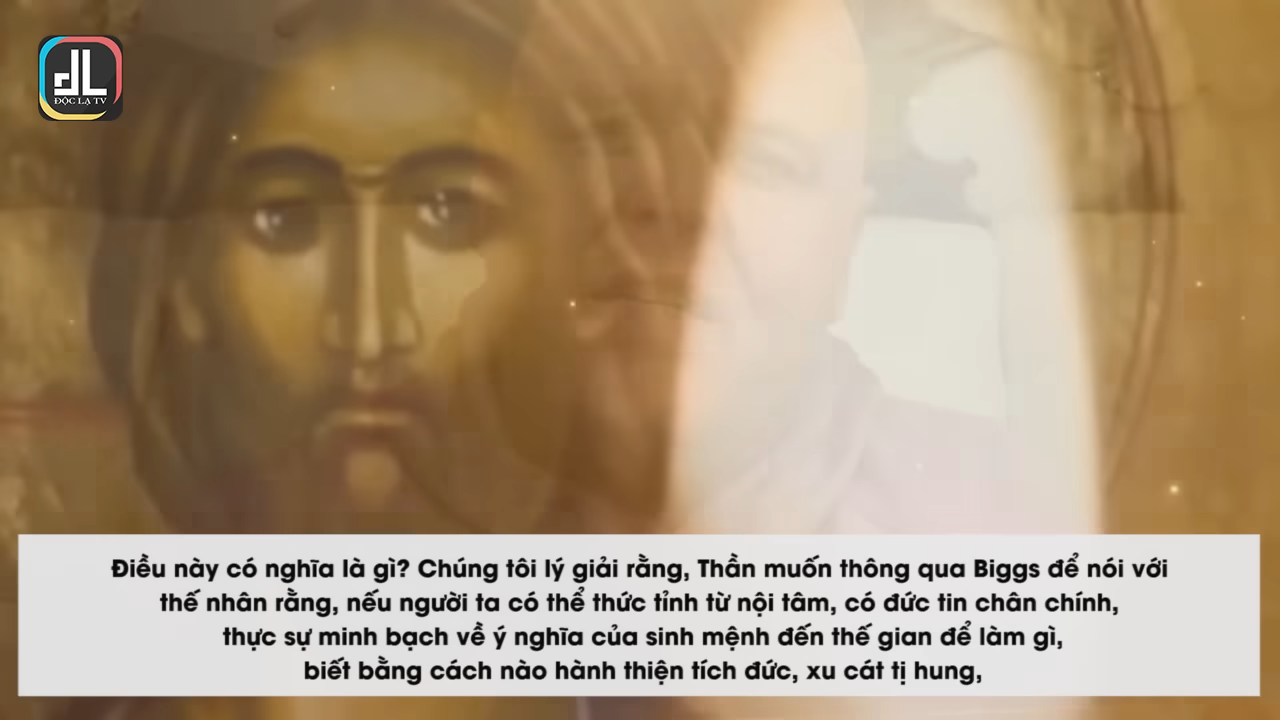 ĐỘC LẠ TV
Điều này có nghĩa là gì? Chúng tôi lý giải rằng, Thần muốn thông qua Biggs để nói với
thế nhân rằng, nếu người ta có thể thức tỉnh từ nội tâm, có đức tin chân chính,
thực sự minh bạch về ý nghĩa của sinh mệnh đến thế gian để làm gì,
biết bằng cách nào hành thiện tích đức, xu cát tị hung,